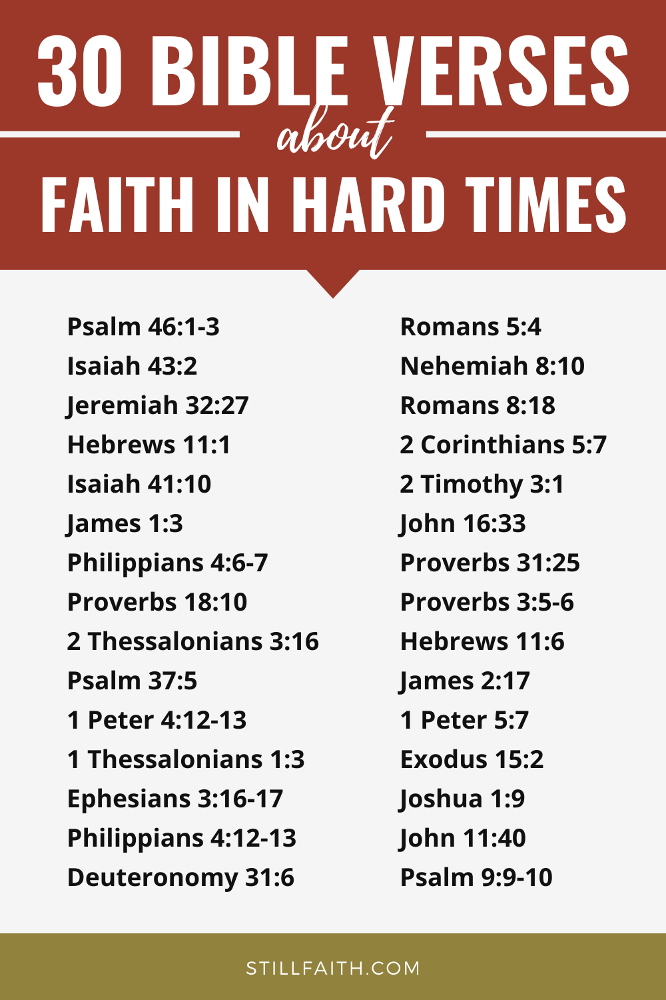 30 BIBLE VERSES
about
FAITH IN HARD TIMES
Psalm 46:1-3
Isaiah 43:2
Jeremiah 32:27
Hebrews 11:1
Isaiah 41:10
James 1:3
Philippians 4:6-7
Proverbs 18:10
2 Thessalonians 3:16
Psalm 37:5
1 Peter 4:12-13
1 Thessalonians 1:3
Ephesians 3:16-17
Philippians 4:12-13
Deuteronomy 31:6
Romans 5:4
Nehemiah 8:10
Romans 8:18
2 Corinthians 5:7
2 Timothy 3:1
John 16:33
Proverbs 31:25
Proverbs 3:5-6
Hebrews 11:6
James 2:17
1 Peter 5:7
Exodus 15:2
Joshua 1:9
John 11:40
Psalm 9:9-10
STILLFAITH.COM